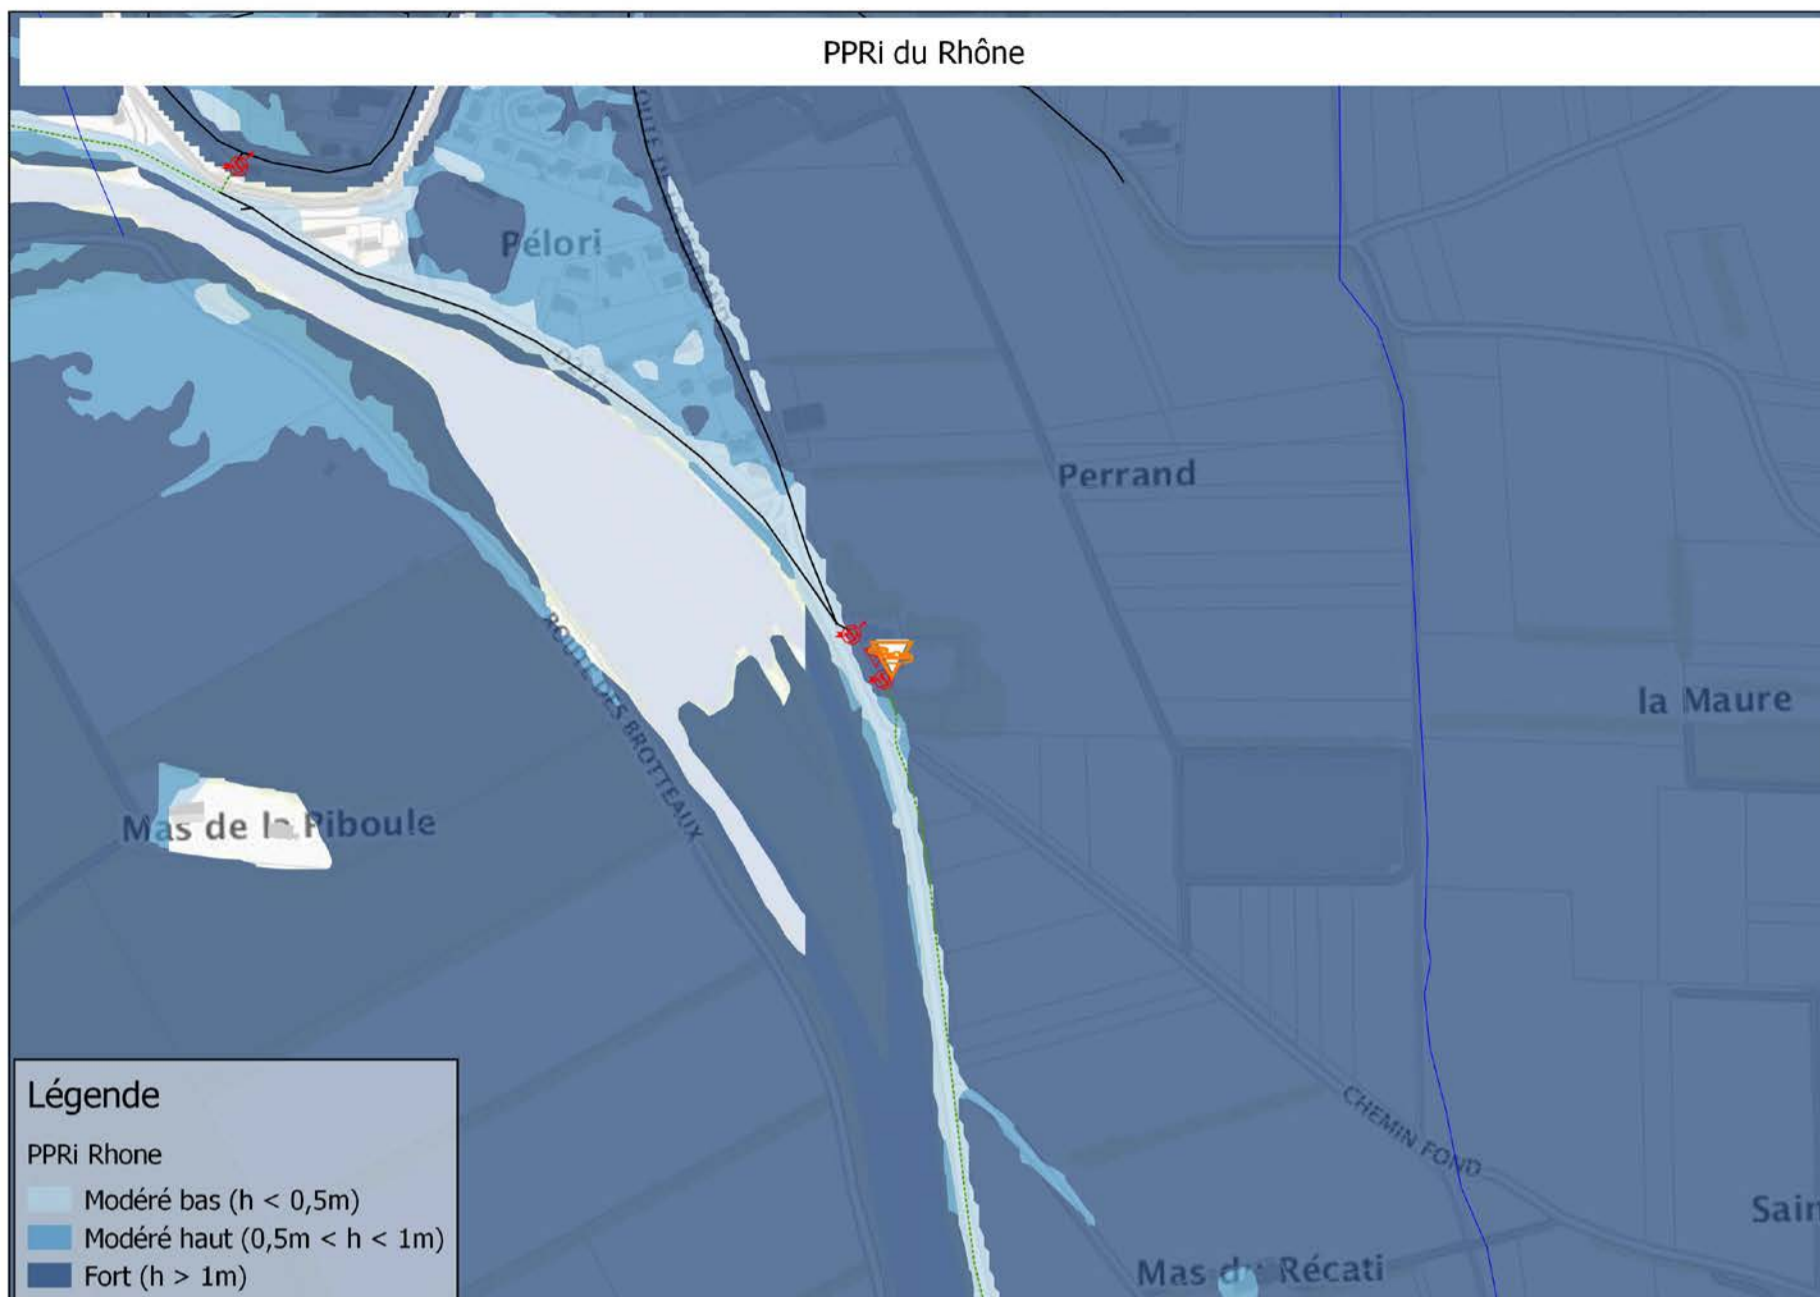 PPRi du Rhône
Pélori
Perrand
la Maure
ROUTE DES BROTTEAUX
Mas de la Piboule
CHEMIN FOND
Mas du Récati
Légende
PPRi Rhone
Modéré bas (h < 0,5m)
Modéré haut (0,5m < h < 1m)
Fort (h > 1m)